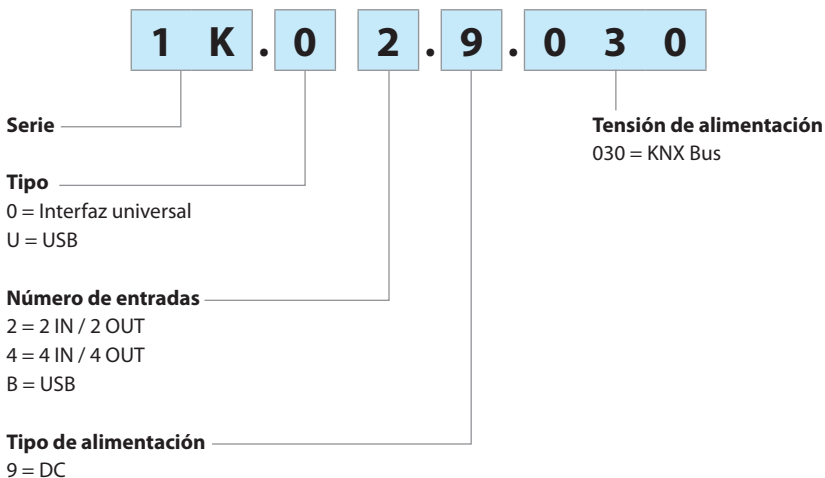 1 K . 0 2 . 9 . 0 3 0
Serie
Tensión de alimentación
030 = KNX Bus
Tipo
0 = Interfaz universal
U = USB
Número de entradas
2 = 2 IN / 2 OUT
4 = 4 IN / 4 OUT
B = USB
Tipo de alimentación
9 = DC